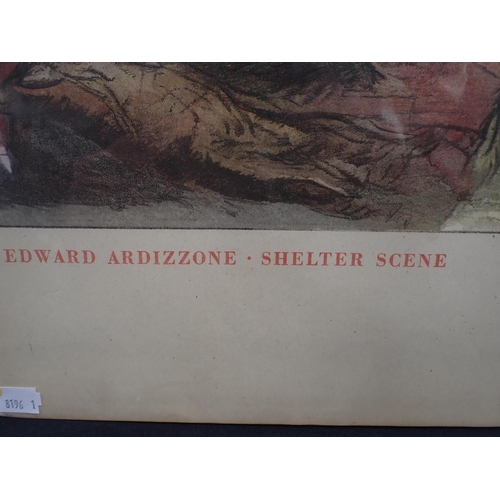 EDWARD ARDIZZONE · SHELTER SCENE
8196 1